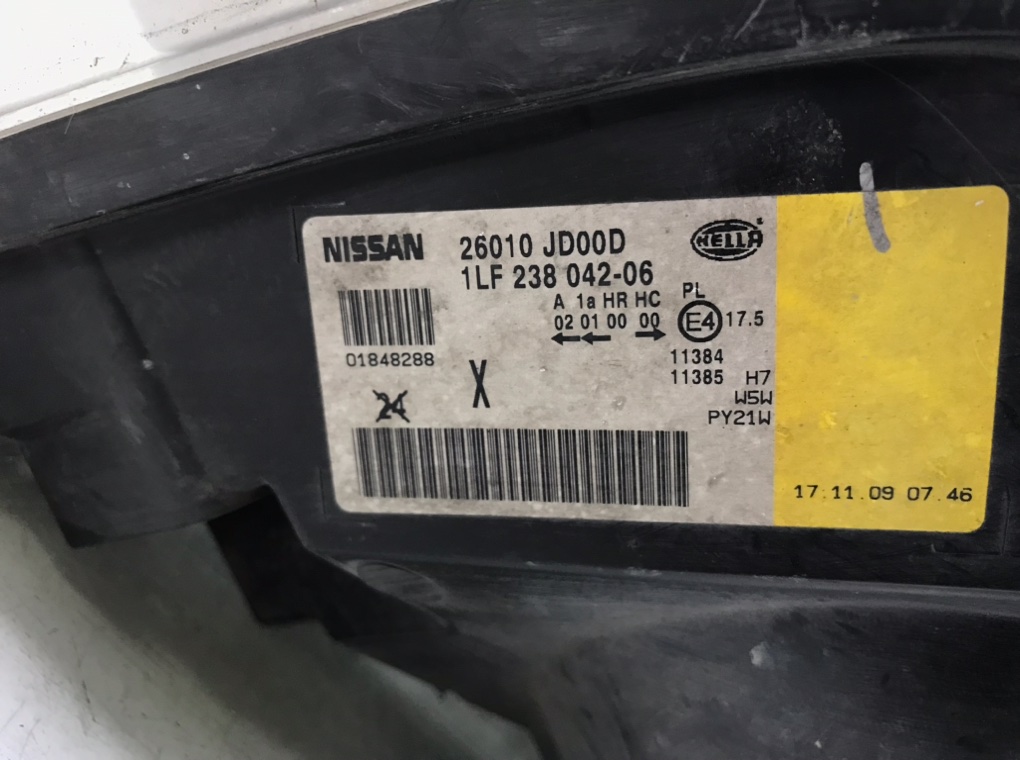 NISSAN 26010 JD00D HELLA
1LF 238 042-06
A 1a HR HC PL
02 01 00 00 E4 17.5
01848288
11384
11385 H7
24 X W5W
PY21W
17.11.09 07.46